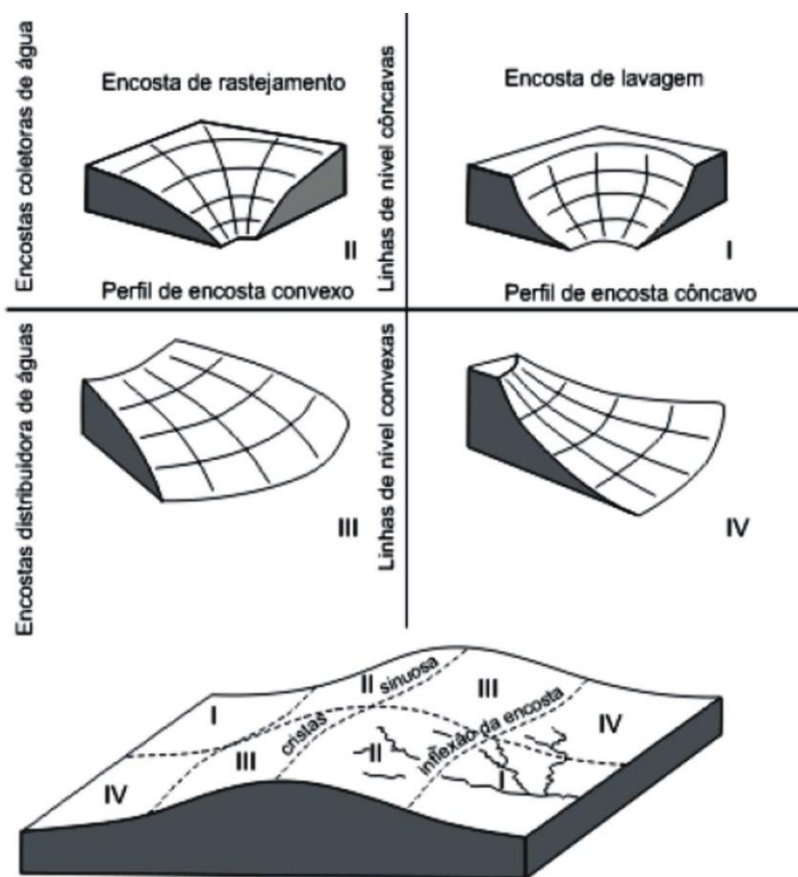 Encostas coletoras de água
Encosta de rastejamento
II
Perfil de encosta convexo
Linhas de nível côncavas
Encosta de lavagem
I
Perfil de encosta côncavo
Encostas distribuidora de águas
III
Linhas de nível convexas
IV
I
II
sinuosa
III
IV
cristas
inflexão da encosta
III
II
I
IV